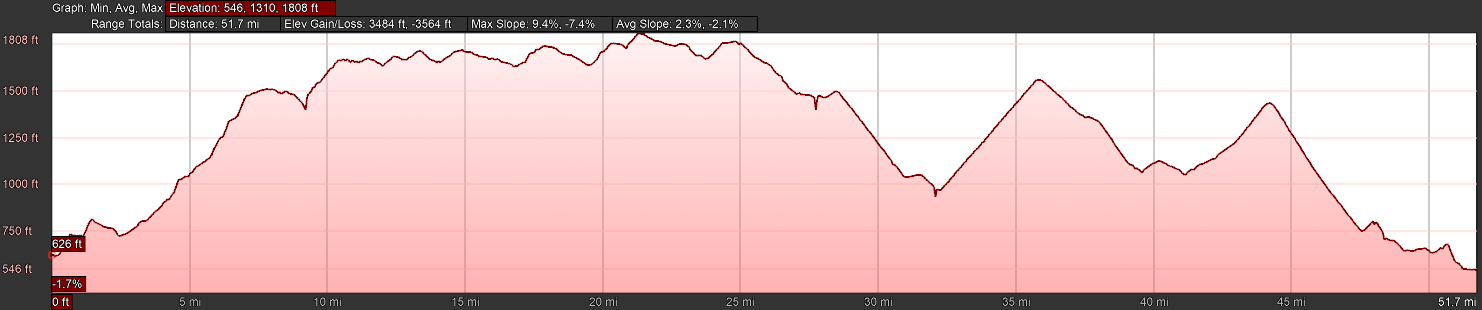 Graph: Min, Avg, Max Elevation: 546, 1310, 1808 ft
Range Totals: Distance: 51.7 mi Elev Gain/Loss: 3484 ft, -3564 ft Max Slope: 9.4%, -7.4% Avg Slope: 2.3%, -2.1%
1808 ft
1500 ft
1250 ft
1000 ft
750 ft
626 ft
546 ft
-1.7%
0 ft 5 mi 10 mi 15 mi 20 mi 25 mi 30 mi 35 mi 40 mi 45 mi 51.7 mi